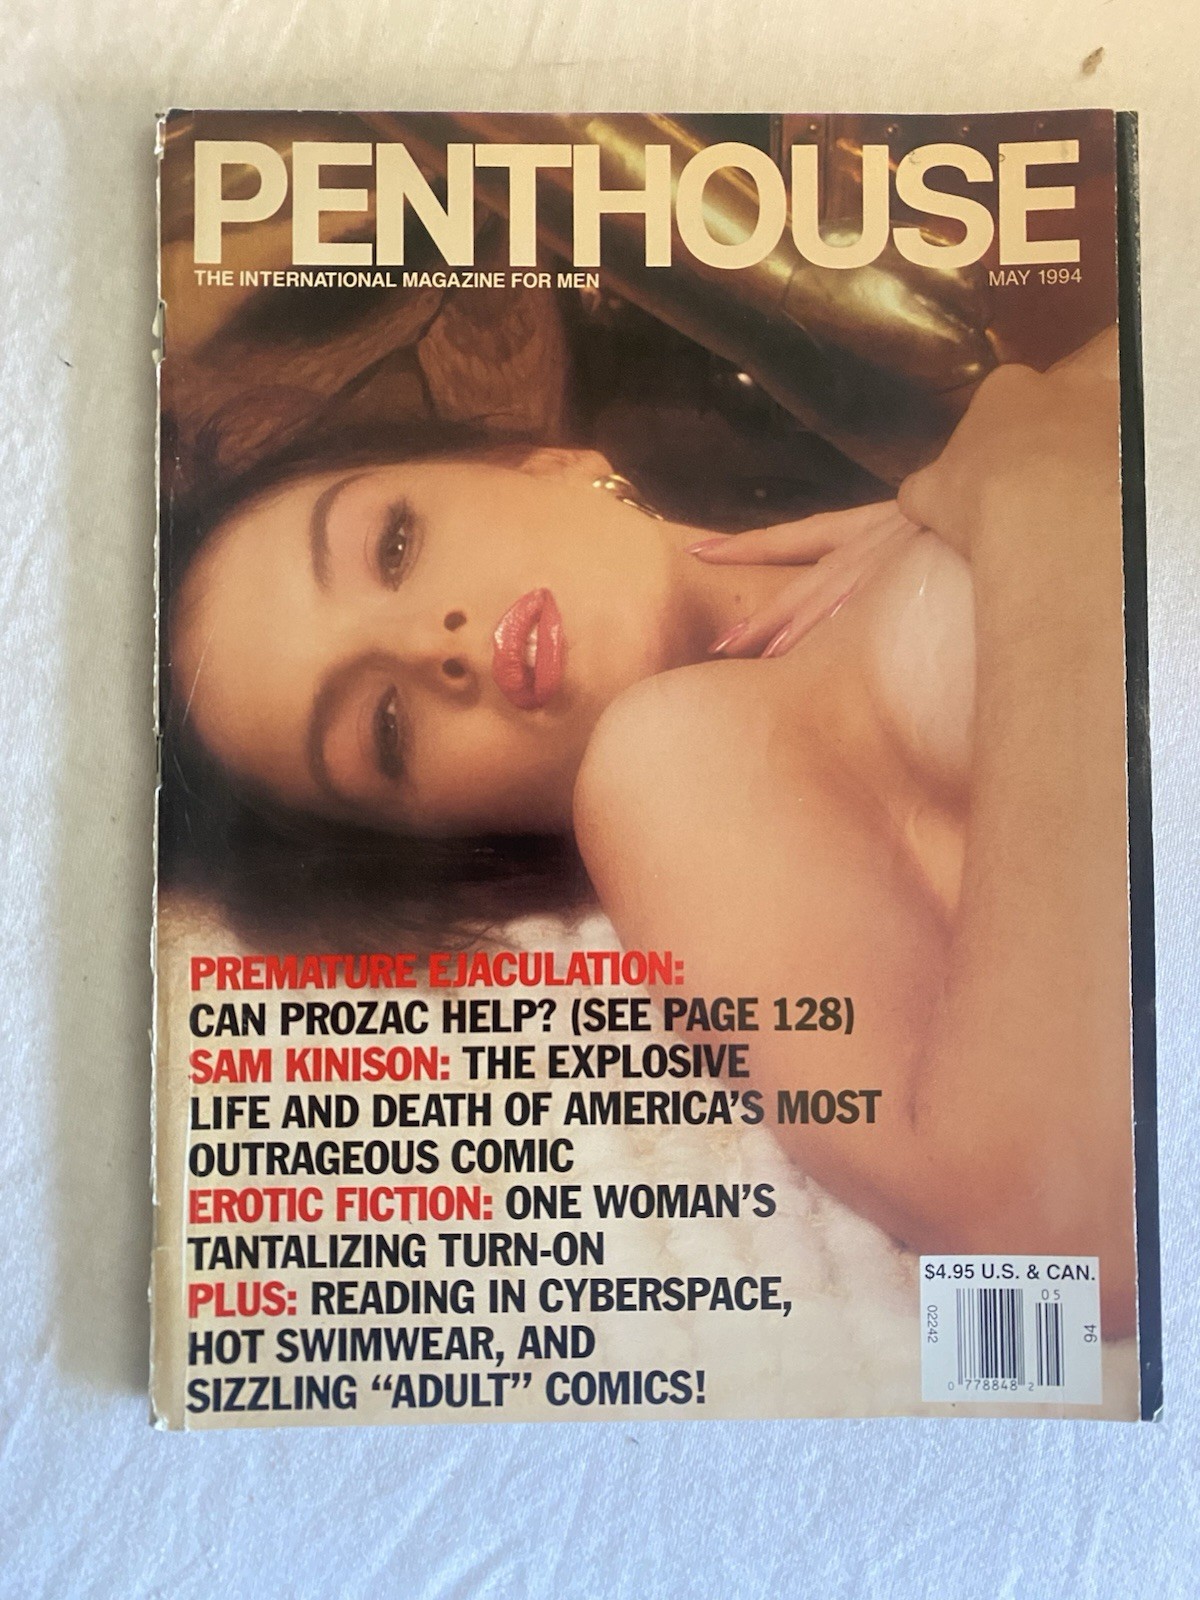 PENTHOUSE
THE INTERNATIONAL MAGAZINE FOR MEN
MAY 1994
PREMATURE EJACULATION:
CAN PROZAC HELP? (SEE PAGE 128)
SAM KINISON: THE EXPLOSIVE
LIFE AND DEATH OF AMERICA'S MOST
OUTRAGEOUS COMIC
EROTIC FICTION: ONE WOMAN'S
TANTALIZING TURN-ON
PLUS: READING IN CYBERSPACE,
HOT SWIMWEAR, AND
SIZZLING “ADULT” COMICS!
$4.95 U.S. & CAN.
05
02242
94
0 778848 2